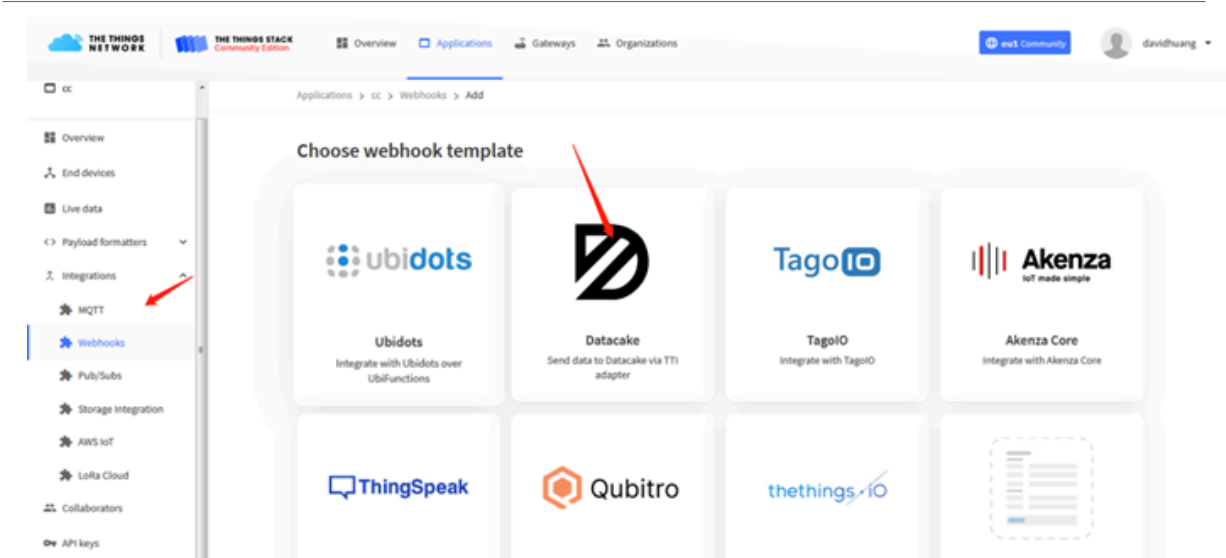 THE THINGS
NETWORK
THE THINGS STACK
Community Edition
Overview
Applications
Gateways
Organizations
eu1 Community
davidhuang
cc
Overview
End devices
Live data
Payload formatters
Integrations
MQTT
Webhooks
Pub/Subs
Storage Integration
AWS IoT
LoRa Cloud
Collaborators
API keys
Applications > cc > Webhooks > Add
Choose webhook template
ubidots
Ubidots
Integrate with Ubidots over
UbiFunctions
Datacake
Send data to Datacake via TTI
adapter
TagoIO
TagoIO
Integrate with TagoIO
Akenza
IoT made simple
Akenza Core
Integrate with Akenza Core
ThingSpeak
Qubitro
thethings.iO